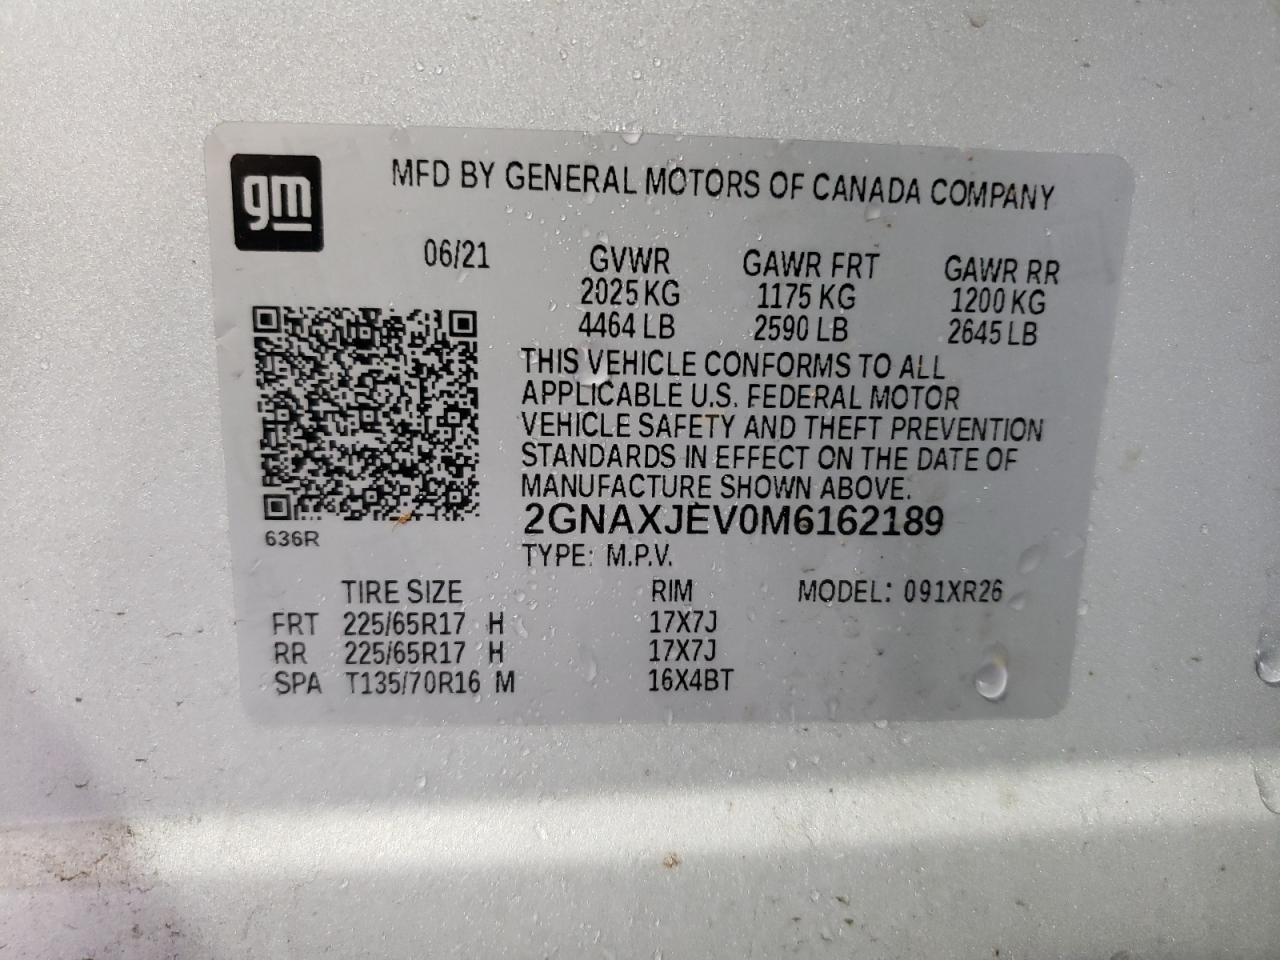 gm
MFD BY GENERAL MOTORS OF CANADA COMPANY
06/21 GVWR GAWR FRT GAWR RR
2025 KG 1175 KG 1200 KG
4464 LB 2590 LB 2645 LB
THIS VEHICLE CONFORMS TO ALL
APPLICABLE U.S. FEDERAL MOTOR
VEHICLE SAFETY AND THEFT PREVENTION
STANDARDS IN EFFECT ON THE DATE OF
MANUFACTURE SHOWN ABOVE.
2GNAXJEV0M6162189
636R
TYPE: M.P.V.
TIRE SIZE RIM MODEL: 091XR26
FRT 225/65R17 H 17X7J
RR 225/65R17 H 17X7J
SPA T135/70R16 M 16X4BT